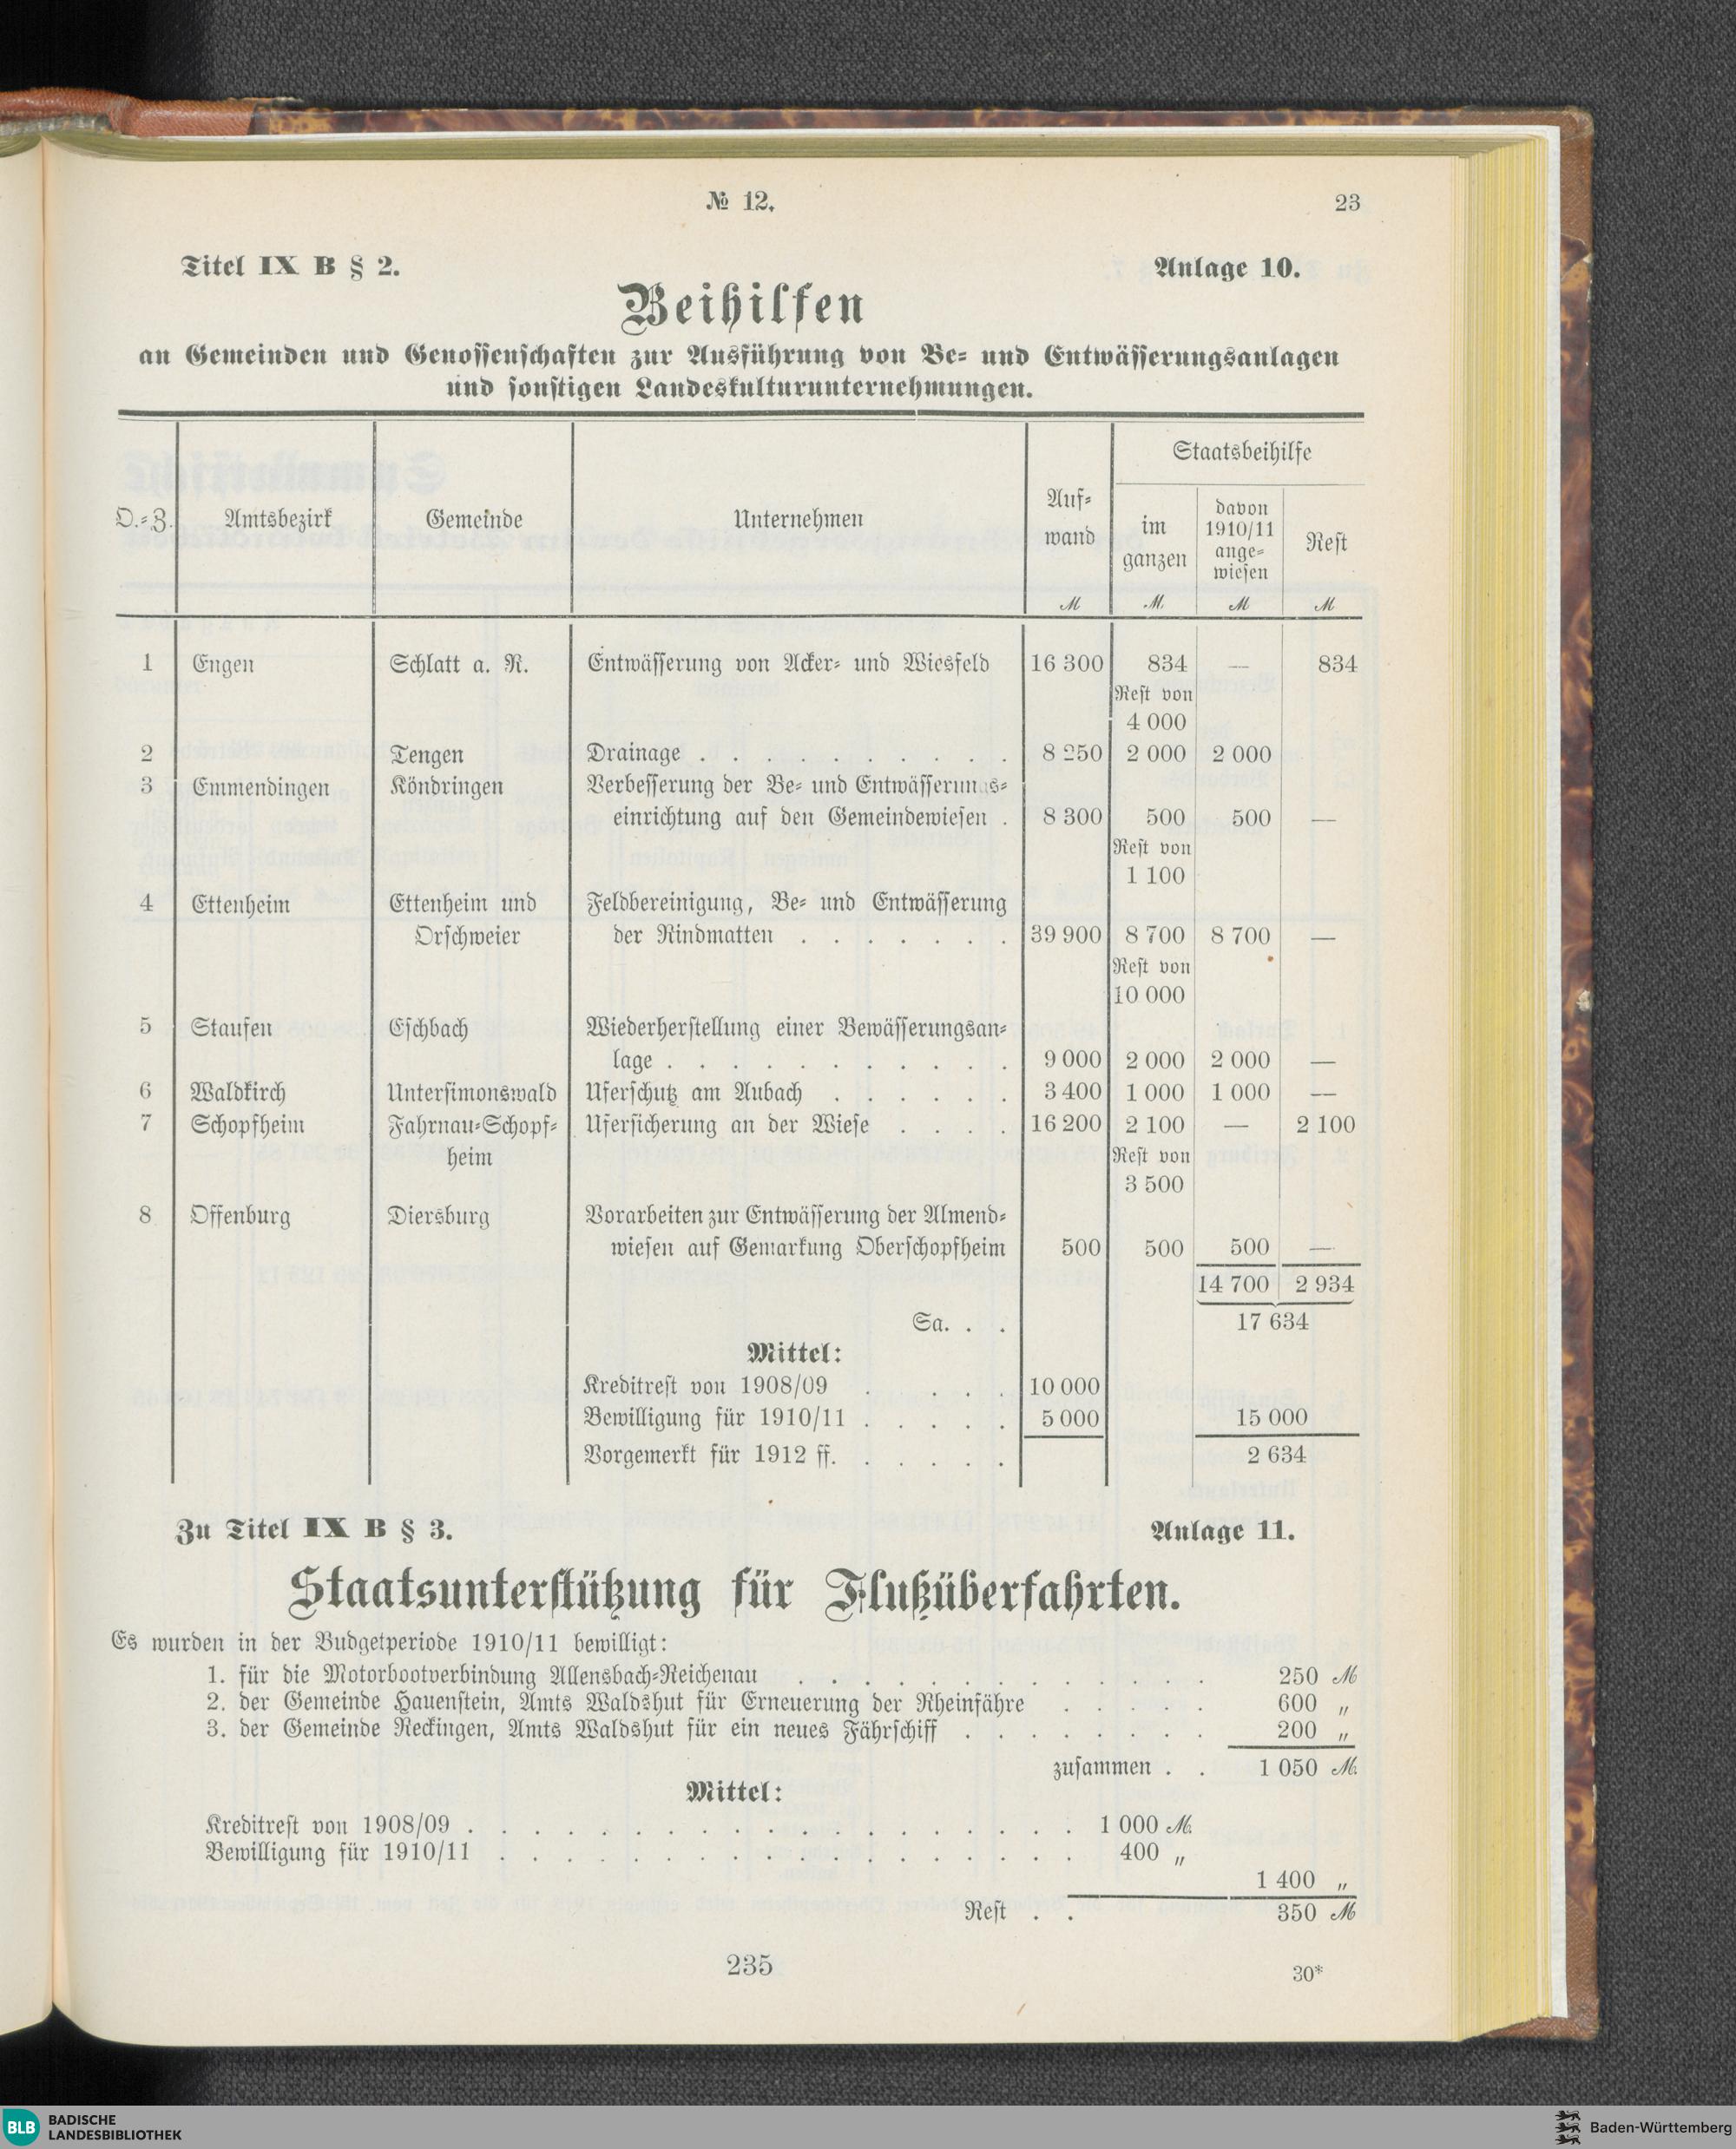 № 12.
23
Titel IX B § 2.
Anlage 10.
Beihilfen
an Gemeinden und Genossenschaften zur Ausführung von Be- und Entwässerungsanlagen
und sonstigen Landeskulturunternehmungen.
O.-Z. Amtsbezirk Gemeinde Unternehmen Auf-wand Staatsbeihilfe
im ganzen davon 1910/11 ange-wiesen Rest
ℳ ℳ ℳ ℳ
1 Engen Schlatt a. R. Entwässerung von Acker- und Wiesfeld 16 300 834 — 834
Rest von
4 000
2 Tengen Drainage . . . . . . . . . . 8 250 2 000 2 000
3 Emmendingen Köndringen Verbesserung der Be- und Entwässerungs-
einrichtung auf den Gemeindewiesen . 8 300 500 500 —
Rest von
1 100
4 Ettenheim Ettenheim und Feldbereinigung, Be- und Entwässerung
Orschweier der Rindmatten . . . . . . . 39 900 8 700 8 700 —
Rest von
10 000
5 Staufen Eschbach Wiederherstellung einer Bewässerungsan-
lage . . . . . . . . . . . 9 000 2 000 2 000 —
6 Waldkirch Untersimonswald Uferschutz am Aubach . . . . . . 3 400 1 000 1 000 —
7 Schopfheim Fahrnau-Schopf- Ufersicherung an der Wiese . . . . 16 200 2 100 — 2 100
heim Rest von
3 500
8 Offenburg Diersburg Vorarbeiten zur Entwässerung der Almend-
wiesen auf Gemarkung Oberschopfheim 500 500 500 —
14 700 2 934
Sa. . . 17 634
Mittel:
Kreditrest von 1908/09 . . . . . 10 000
Bewilligung für 1910/11 . . . . . 5 000 15 000
Vorgemerkt für 1912 ff. . . . . . 2 634
Zu Titel IX B § 3.
Anlage 11.
Staatsunterstützung für Flußüberfahrten.
Es wurden in der Budgetperiode 1910/11 bewilligt:
1. für die Motorbootverbindung Allensbach-Reichenau . . . . . . . . . . . . . 250 ℳ
2. der Gemeinde Hauenstein, Amts Waldshut für Erneuerung der Rheinfähre . . . . . 600 „
3. der Gemeinde Reckingen, Amts Waldshut für ein neues Fährschiff . . . . . . . . 200 „
zusammen . . 1 050 ℳ.
Mittel:
Kreditrest von 1908/09 . . . . . . . . . . . . . . . . . . . 1 000 ℳ.
Bewilligung für 1910/11 . . . . . . . . . . . . . . . . . . 400 „
1 400 „
Rest . . 350 ℳ
235
30*
BLB BADISCHE
LANDESBIBLIOTHEK
Baden-Württemberg